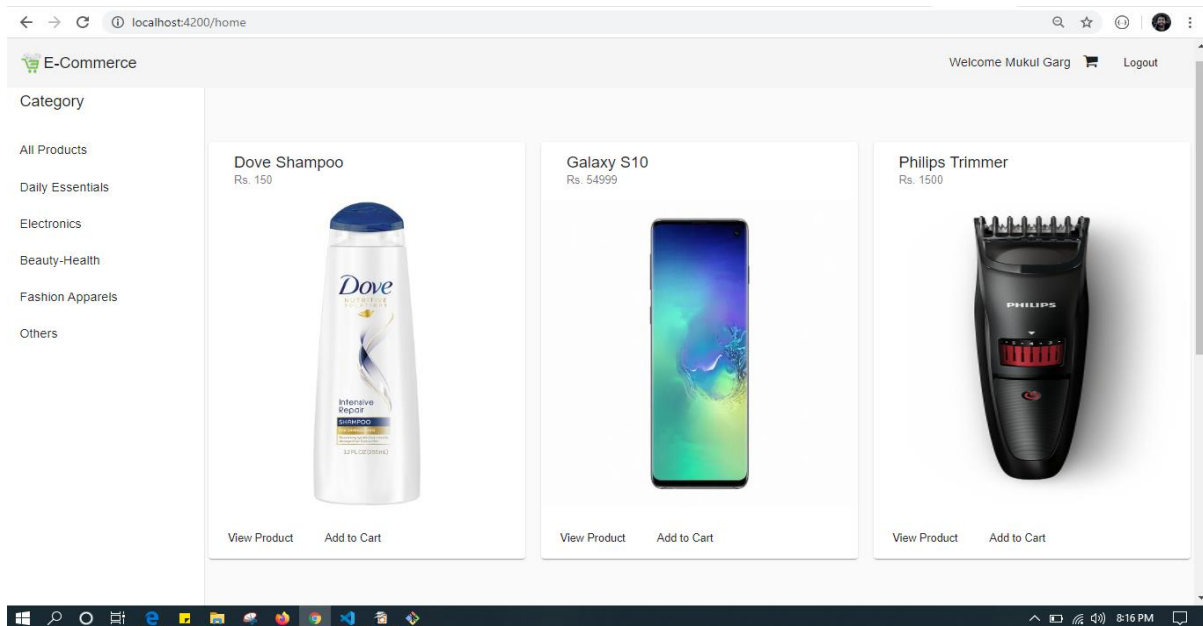 localhost:4200/home
E-Commerce
Welcome Mukul Garg
Logout
Category
All Products
Daily Essentials
Electronics
Beauty-Health
Fashion Apparels
Others
Dove Shampoo
Rs. 150
Dove
NUTRITIVE
SOLUTIONS
Intensive
Repair
SHAMPOO
View Product
Add to Cart
Galaxy S10
Rs. 54999
View Product
Add to Cart
Philips Trimmer
Rs. 1500
PHILIPS
View Product
Add to Cart
8:16 PM